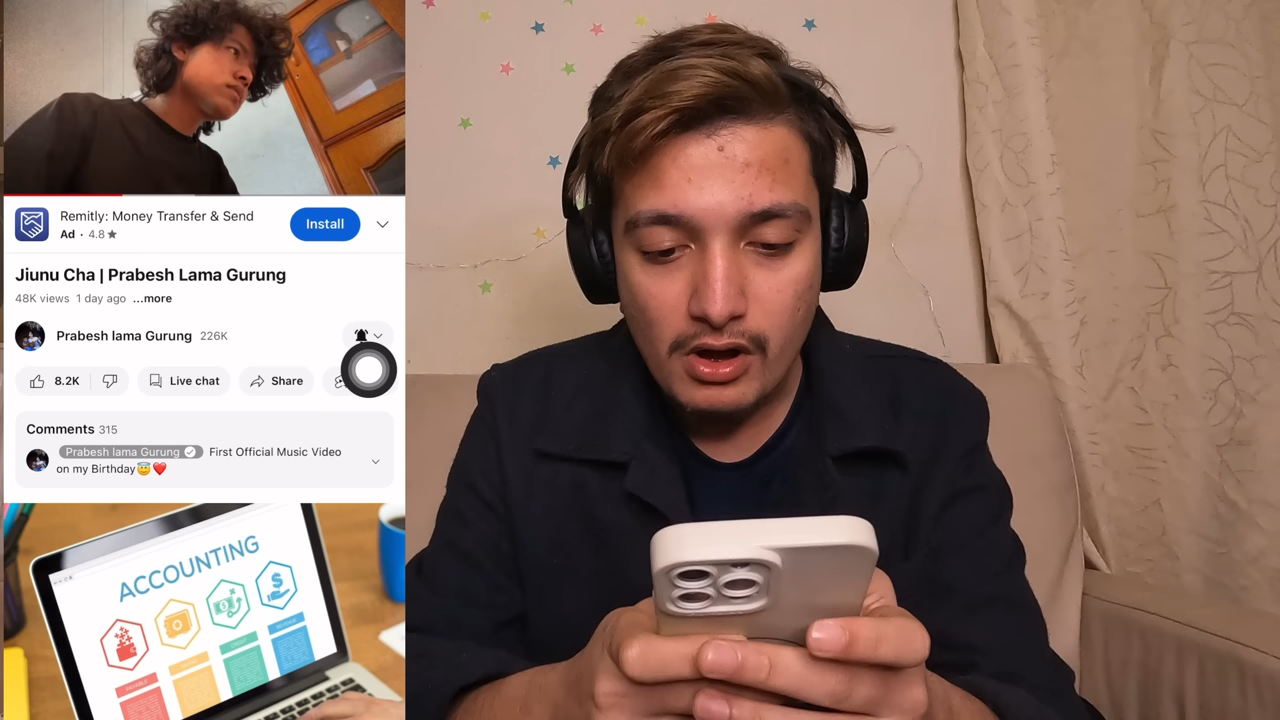 Remitly: Money Transfer & Send
Ad · 4.8★
Install
Jiunu Cha | Prabesh Lama Gurung
48K views 1 day ago ...more
Prabesh lama Gurung 226K
8.2K
Live chat
Share
Comments 315
Prabesh lama Gurung First Official Music Video
on my Birthday😇❤️
ACCOUNTING